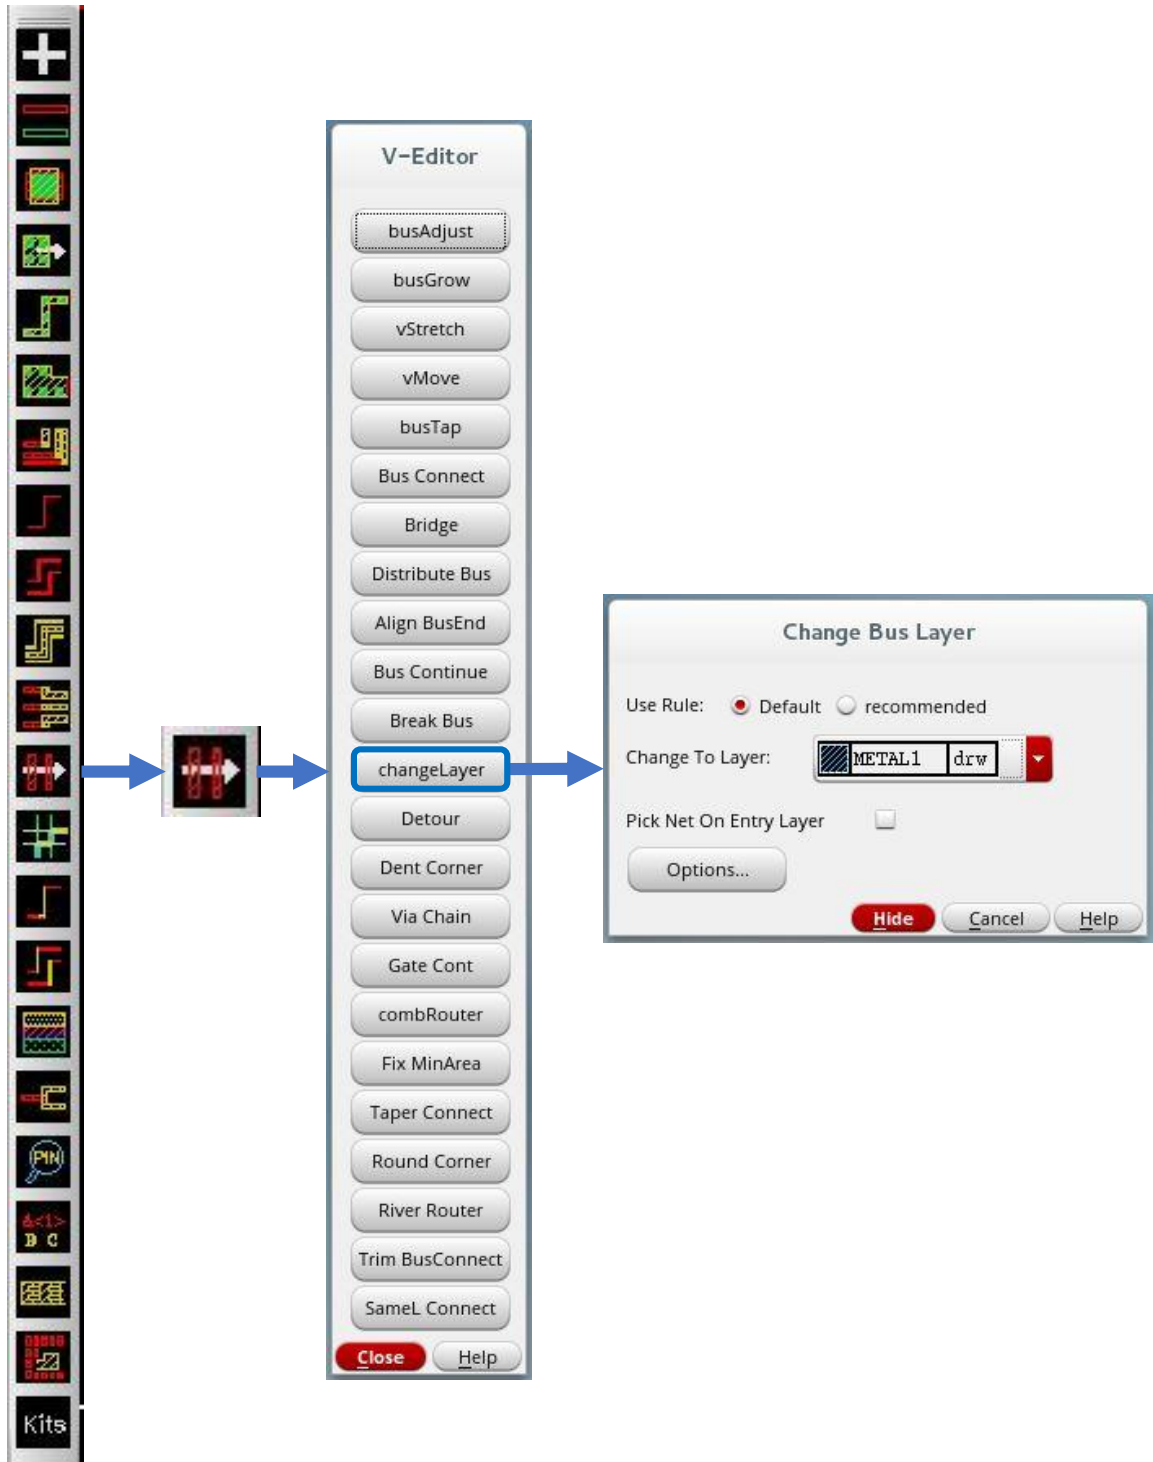 PIN
&<1>
B C
Kits
V-Editor
busAdjust
busGrow
vStretch
vMove
busTap
Bus Connect
Bridge
Distribute Bus
Align BusEnd
Bus Continue
Break Bus
changeLayer
Detour
Dent Corner
Via Chain
Gate Cont
combRouter
Fix MinArea
Taper Connect
Round Corner
River Router
Trim BusConnect
SameL Connect
Close Help
Change Bus Layer
Use Rule: Default recommended
Change To Layer: METAL1 drw
Pick Net On Entry Layer
Options...
Hide Cancel Help